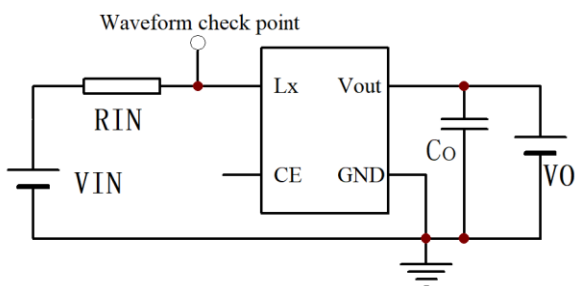 Waveform check point
Lx Vout
RIN
Co
CE GND
VIN
VO